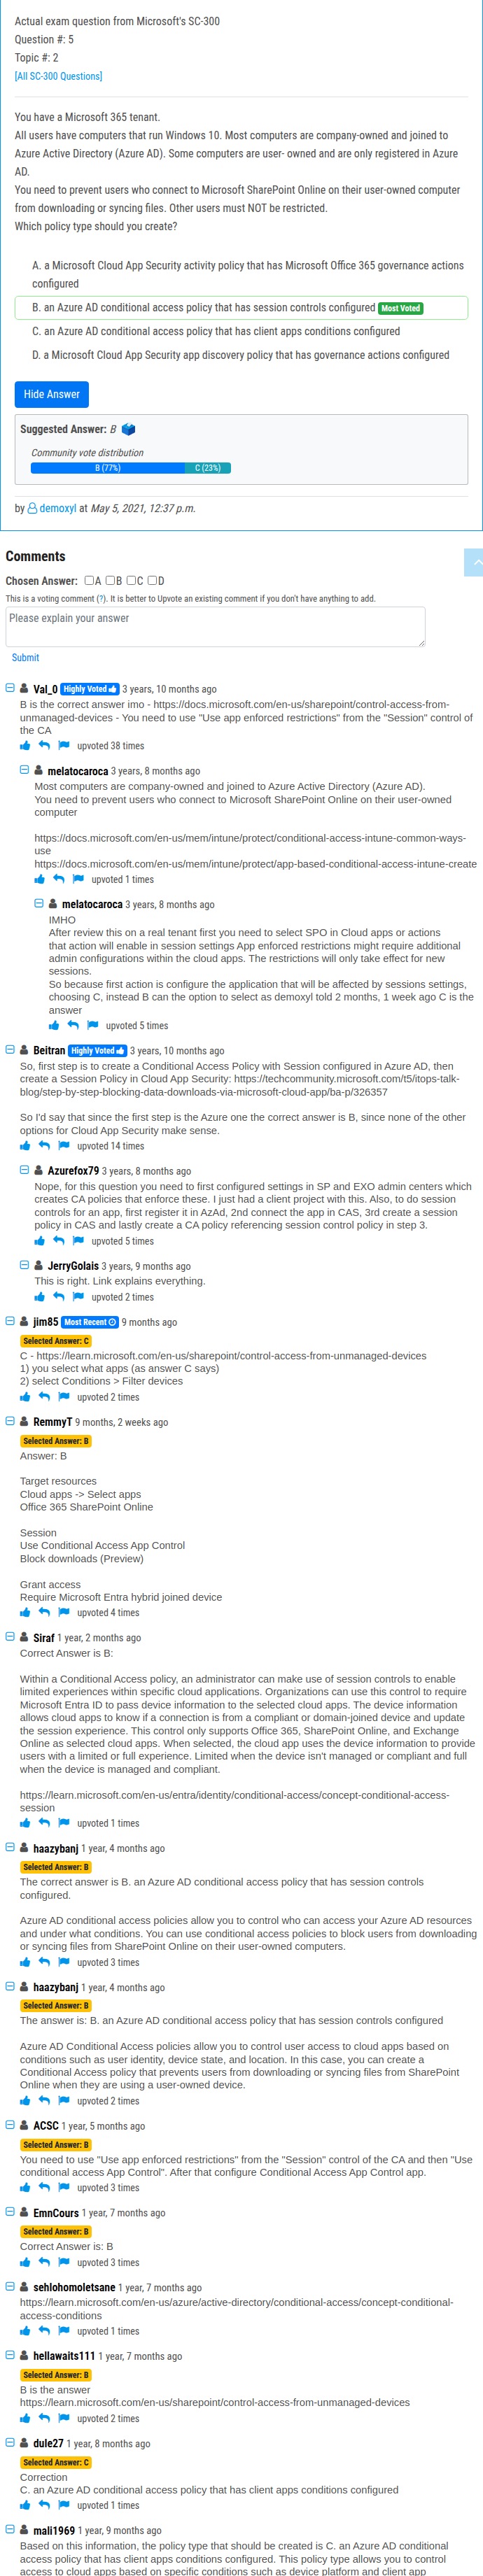 Actual exam question from Microsoft's SC-300
Question #: 5
Topic #: 2
[All SC-300 Questions]
You have a Microsoft 365 tenant.
All users have computers that run Windows 10. Most computers are company-owned and joined to
Azure Active Directory (Azure AD). Some computers are user- owned and are only registered in Azure
AD.
You need to prevent users who connect to Microsoft SharePoint Online on their user-owned computer
from downloading or syncing files. Other users must NOT be restricted.
Which policy type should you create?
A. a Microsoft Cloud App Security activity policy that has Microsoft Office 365 governance actions
configured
B. an Azure AD conditional access policy that has session controls configured Most Voted
C. an Azure AD conditional access policy that has client apps conditions configured
D. a Microsoft Cloud App Security app discovery policy that has governance actions configured
Hide Answer
Suggested Answer: B
Community vote distribution
B (77%) C (23%)
by demoxyl at May 5, 2021, 12:37 p.m.
Comments
Chosen Answer: A B C D
This is a voting comment (?). It is better to Upvote an existing comment if you don't have anything to add.
Please explain your answer
Submit
Val_0 Highly Voted 3 years, 10 months ago
B is the correct answer imo - https://docs.microsoft.com/en-us/sharepoint/control-access-from-
unmanaged-devices - You need to use "Use app enforced restrictions" from the "Session" control of
the CA
upvoted 38 times
melatocaroca 3 years, 8 months ago
Most computers are company-owned and joined to Azure Active Directory (Azure AD).
You need to prevent users who connect to Microsoft SharePoint Online on their user-owned
computer
https://docs.microsoft.com/en-us/mem/intune/protect/conditional-access-intune-common-ways-
use
https://docs.microsoft.com/en-us/mem/intune/protect/app-based-conditional-access-intune-create
upvoted 1 times
melatocaroca 3 years, 8 months ago
IMHO
After review this on a real tenant first you need to select SPO in Cloud apps or actions
that action will enable in session settings App enforced restrictions might require additional
admin configurations within the cloud apps. The restrictions will only take effect for new
sessions.
So because first action is configure the application that will be affected by sessions settings,
choosing C, instead B can the option to select as demoxyl told 2 months, 1 week ago C is the
answer
upvoted 5 times
Beitran Highly Voted 3 years, 10 months ago
So, first step is to create a Conditional Access Policy with Session configured in Azure AD, then
create a Session Policy in Cloud App Security: https://techcommunity.microsoft.com/t5/itops-talk-
blog/step-by-step-blocking-data-downloads-via-microsoft-cloud-app/ba-p/326357
So I'd say that since the first step is the Azure one the correct answer is B, since none of the other
options for Cloud App Security make sense.
upvoted 14 times
Azurefox79 3 years, 8 months ago
Nope, for this question you need to first configured settings in SP and EXO admin centers which
creates CA policies that enforce these. I just had a client project with this. Also, to do session
controls for an app, first register it in AzAd, 2nd connect the app in CAS, 3rd create a session
policy in CAS and lastly create a CA policy referencing session control policy in step 3.
upvoted 5 times
JerryGolais 3 years, 9 months ago
This is right. Link explains everything.
upvoted 2 times
jim85 Most Recent 9 months ago
Selected Answer: C
C - https://learn.microsoft.com/en-us/sharepoint/control-access-from-unmanaged-devices
1) you select what apps (as answer C says)
2) select Conditions > Filter devices
upvoted 2 times
RemmyT 9 months, 2 weeks ago
Selected Answer: B
Answer: B
Target resources
Cloud apps -> Select apps
Office 365 SharePoint Online
Session
Use Conditional Access App Control
Block downloads (Preview)
Grant access
Require Microsoft Entra hybrid joined device
upvoted 4 times
Siraf 1 year, 2 months ago
Correct Answer is B:
Within a Conditional Access policy, an administrator can make use of session controls to enable
limited experiences within specific cloud applications. Organizations can use this control to require
Microsoft Entra ID to pass device information to the selected cloud apps. The device information
allows cloud apps to know if a connection is from a compliant or domain-joined device and update
the session experience. This control only supports Office 365, SharePoint Online, and Exchange
Online as selected cloud apps. When selected, the cloud app uses the device information to provide
users with a limited or full experience. Limited when the device isn't managed or compliant and full
when the device is managed and compliant.
https://learn.microsoft.com/en-us/entra/identity/conditional-access/concept-conditional-access-
session
upvoted 1 times
haazybanj 1 year, 4 months ago
Selected Answer: B
The correct answer is B. an Azure AD conditional access policy that has session controls
configured.
Azure AD conditional access policies allow you to control who can access your Azure AD resources
and under what conditions. You can use conditional access policies to block users from downloading
or syncing files from SharePoint Online on their user-owned computers.
upvoted 3 times
haazybanj 1 year, 4 months ago
Selected Answer: B
The answer is: B. an Azure AD conditional access policy that has session controls configured
Azure AD Conditional Access policies allow you to control user access to cloud apps based on
conditions such as user identity, device state, and location. In this case, you can create a
Conditional Access policy that prevents users from downloading or syncing files from SharePoint
Online when they are using a user-owned device.
upvoted 2 times
ACSC 1 year, 5 months ago
Selected Answer: B
You need to use "Use app enforced restrictions" from the "Session" control of the CA and then "Use
conditional access App Control". After that configure Conditional Access App Control app.
upvoted 3 times
EmnCours 1 year, 7 months ago
Selected Answer: B
Correct Answer is: B
upvoted 3 times
sehlohomoletsane 1 year, 7 months ago
https://learn.microsoft.com/en-us/azure/active-directory/conditional-access/concept-conditional-
access-conditions
upvoted 1 times
hellawaits111 1 year, 7 months ago
Selected Answer: B
B is the answer
https://learn.microsoft.com/en-us/sharepoint/control-access-from-unmanaged-devices
upvoted 2 times
dule27 1 year, 8 months ago
Selected Answer: C
Correction
C. an Azure AD conditional access policy that has client apps conditions configured
upvoted 1 times
mali1969 1 year, 9 months ago
Based on this information, the policy type that should be created is C. an Azure AD conditional
access policy that has client apps conditions configured. This policy type allows you to control
access to cloud apps based on specific conditions such as device platform and client app